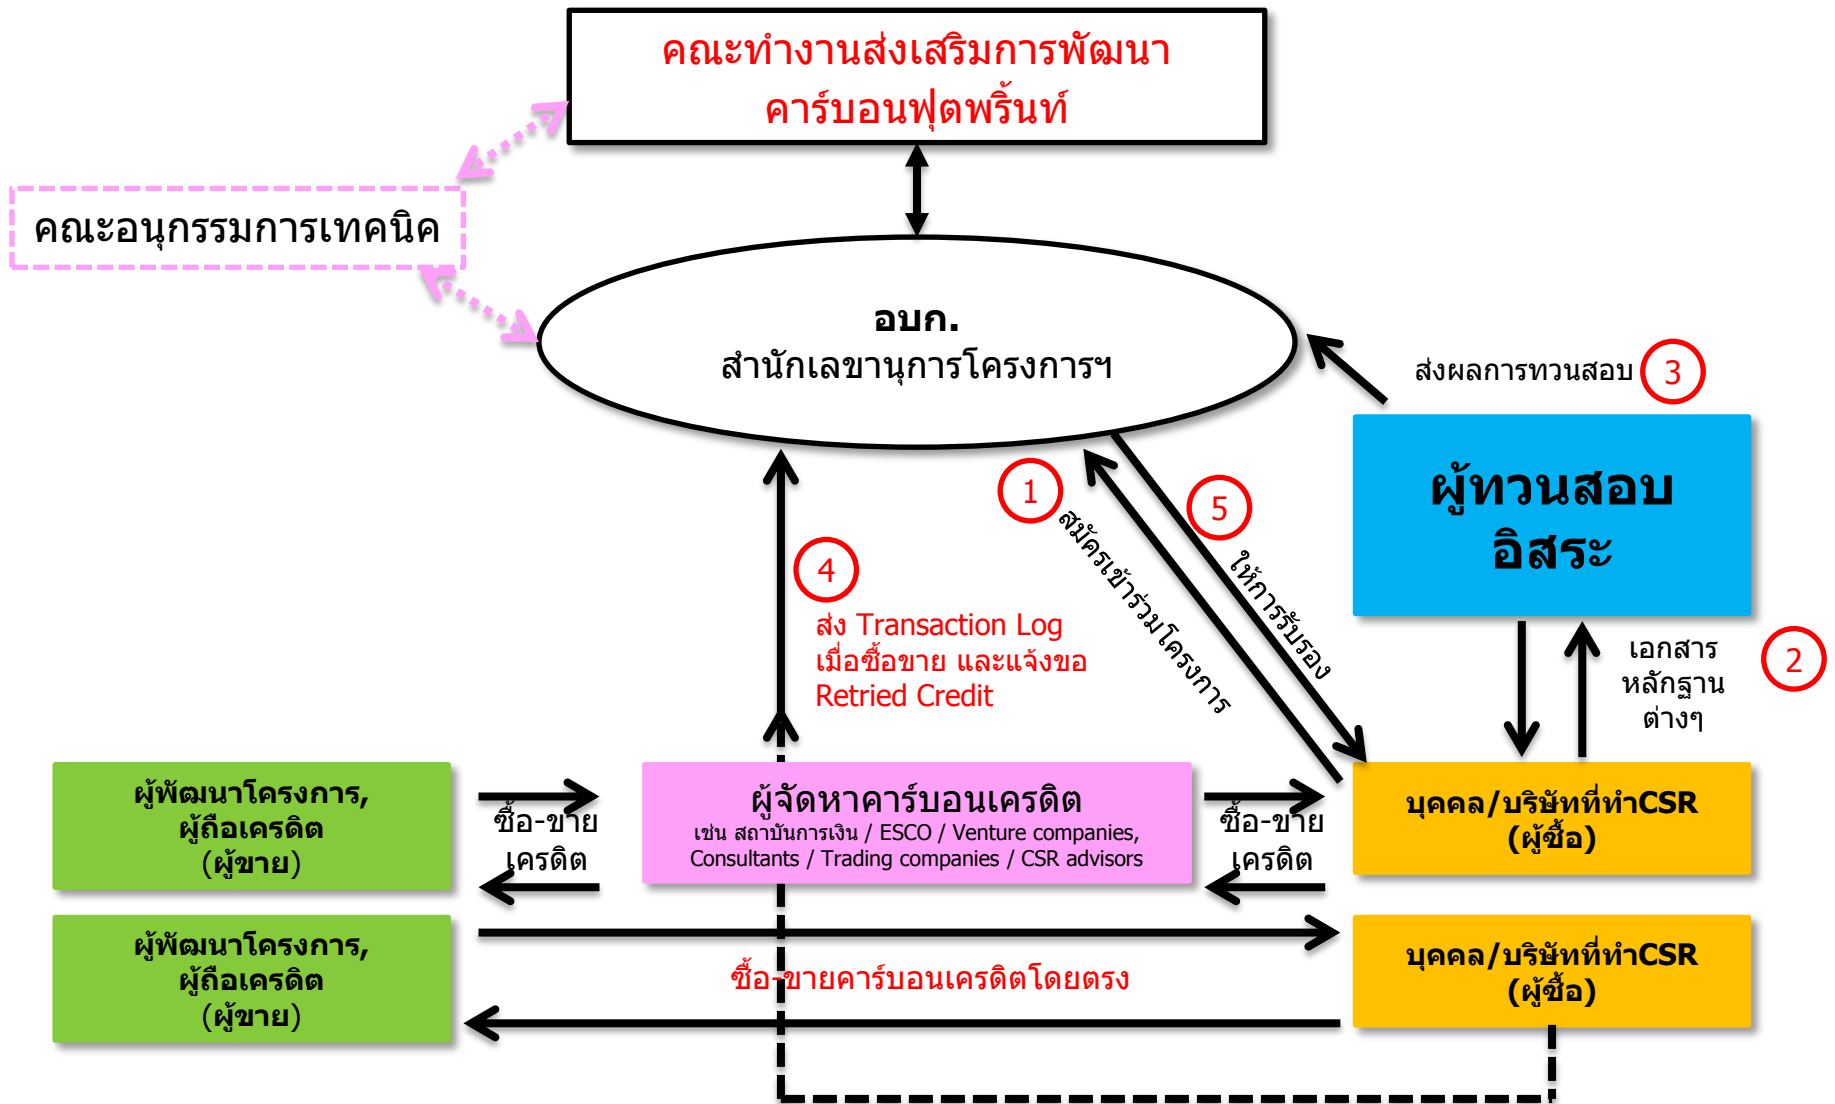 คณะทำงานส่งเสริมการพัฒนา
คาร์บอนฟุตพริ้นท์
คณะอนุกรรมการเทคนิค
อบก.
สำนักเลขานุการโครงการฯ
ส่งผลการทวนสอบ
3
ผู้ทวนสอบ
อิสระ
1
สมัครเข้าร่วมโครงการ
5
ให้การรับรอง
4
ส่ง Transaction Log
เมื่อซื้อขาย และแจ้งขอ
Retried Credit
เอกสาร
หลักฐาน
ต่างๆ
2
ผู้พัฒนาโครงการ,
ผู้ถือเครดิต
(ผู้ขาย)
ซื้อ-ขาย
เครดิต
ผู้จัดหาคาร์บอนเครดิต
เช่น สถาบันการเงิน / ESCO / Venture companies,
Consultants / Trading companies / CSR advisors
ซื้อ-ขาย
เครดิต
บุคคล/บริษัทที่ทำCSR
(ผู้ซื้อ)
ผู้พัฒนาโครงการ,
ผู้ถือเครดิต
(ผู้ขาย)
ซื้อ-ขายคาร์บอนเครดิตโดยตรง
บุคคล/บริษัทที่ทำCSR
(ผู้ซื้อ)